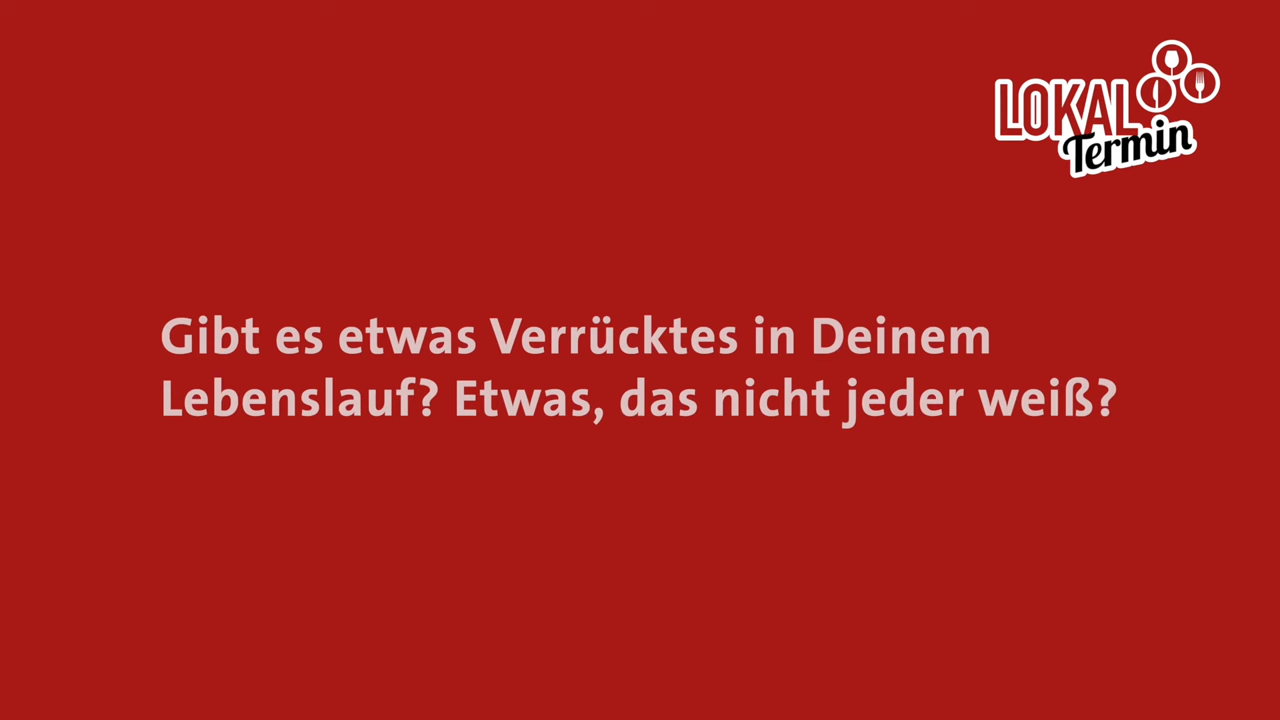 LOKAL
Termin
Gibt es etwas Verrücktes in Deinem
Lebenslauf? Etwas, das nicht jeder weiß?